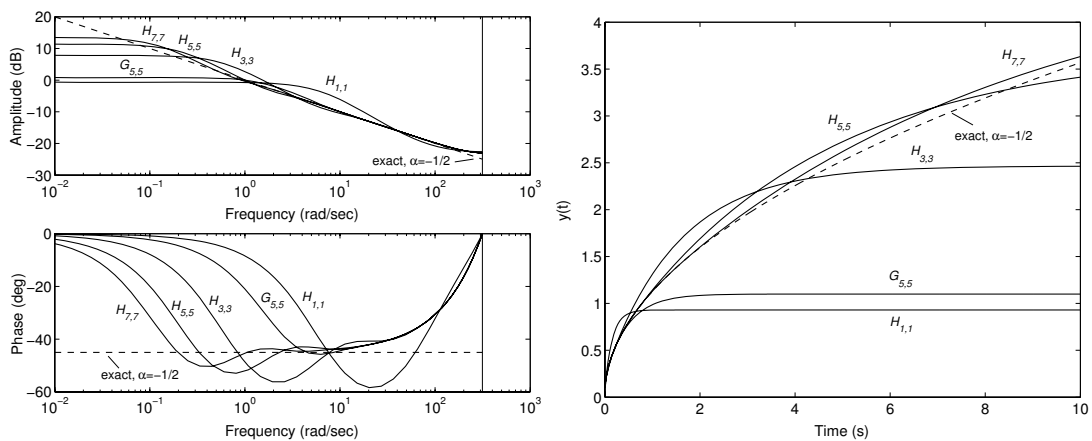 20
10
0
−10
−20
−30
Amplitude (dB)
H7,7
H5,5
H3,3
G5,5
H1,1
exact, α=−1/2
10−2
10−1
100
101
102
103
Frequency (rad/sec)
0
−20
−40
−60
Phase (deg)
H7,7
H5,5
H3,3
G5,5
H1,1
exact, α=−1/2
10−2
10−1
100
101
102
103
Frequency (rad/sec)
4
3.5
3
2.5
2
1.5
1
0.5
0
y(t)
H7,7
H5,5
exact, α=−1/2
H3,3
G5,5
H1,1
0
2
4
6
8
10
Time (s)